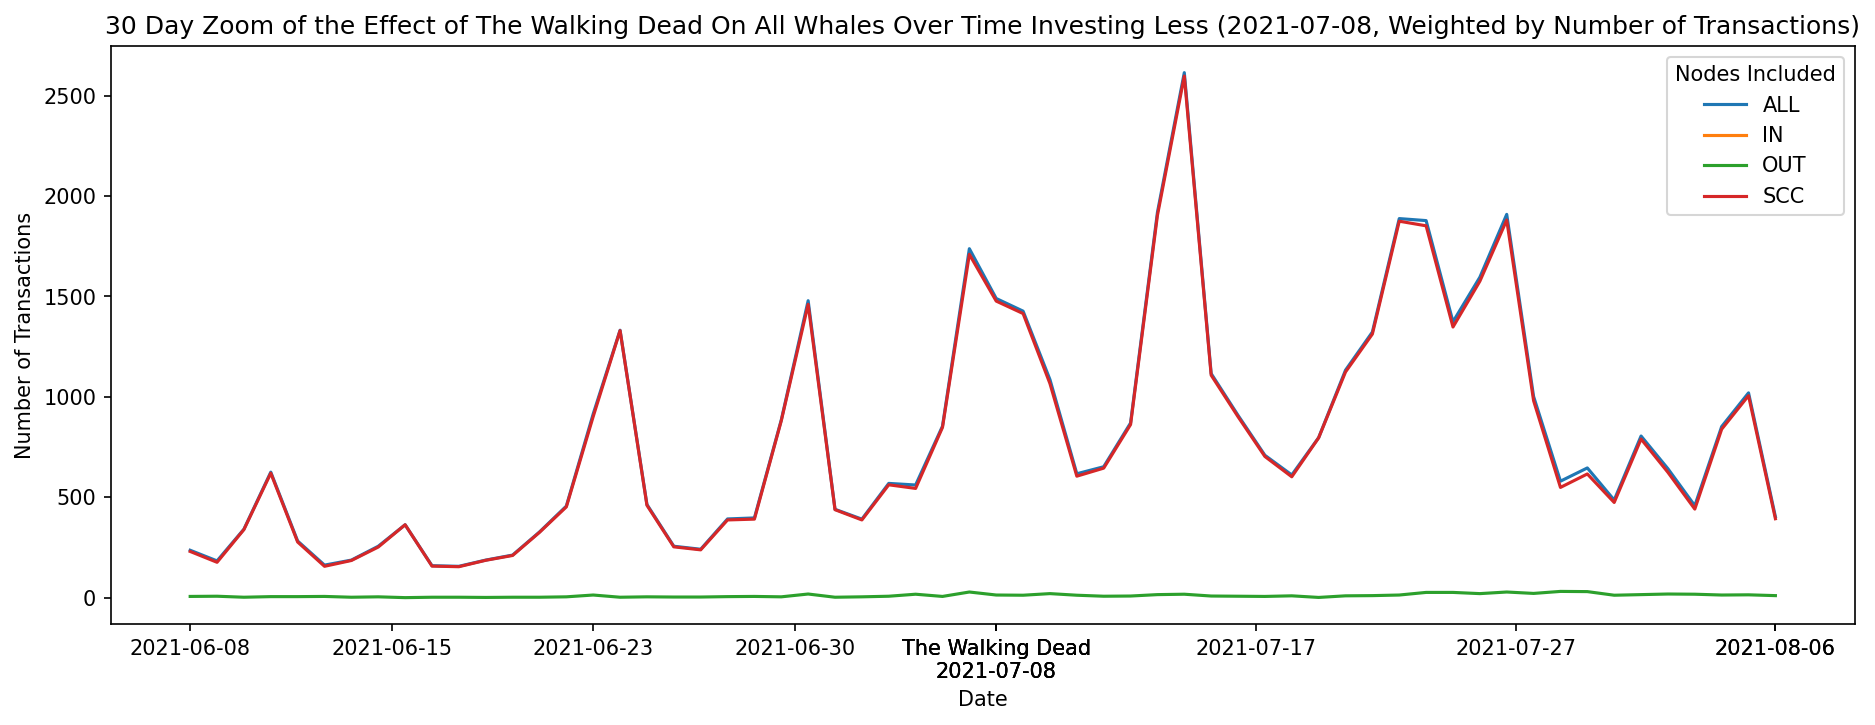 30 Day Zoom of the Effect of The Walking Dead On All Whales Over Time Investing Less (2021-07-08, Weighted by Number of Transactions)
Nodes Included
ALL
IN
OUT
SCC
Number of Transactions
2500
2000
1500
1000
500
0
2021-06-08 2021-06-15 2021-06-23 2021-06-30 The Walking Dead 2021-07-17 2021-07-27 2021-08-06
2021-07-08
Date